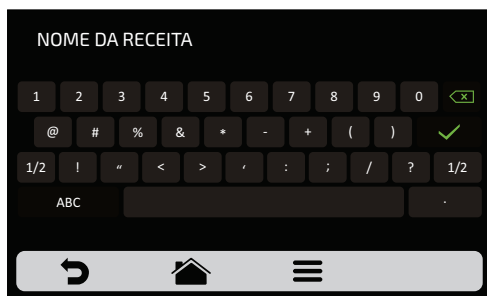 NOME DA RECEITA
1 2 3 4 5 6 7 8 9 0
@ # % & * - + ( )
1/2 ! “ < > ‘ : ; / ? 1/2
ABC .